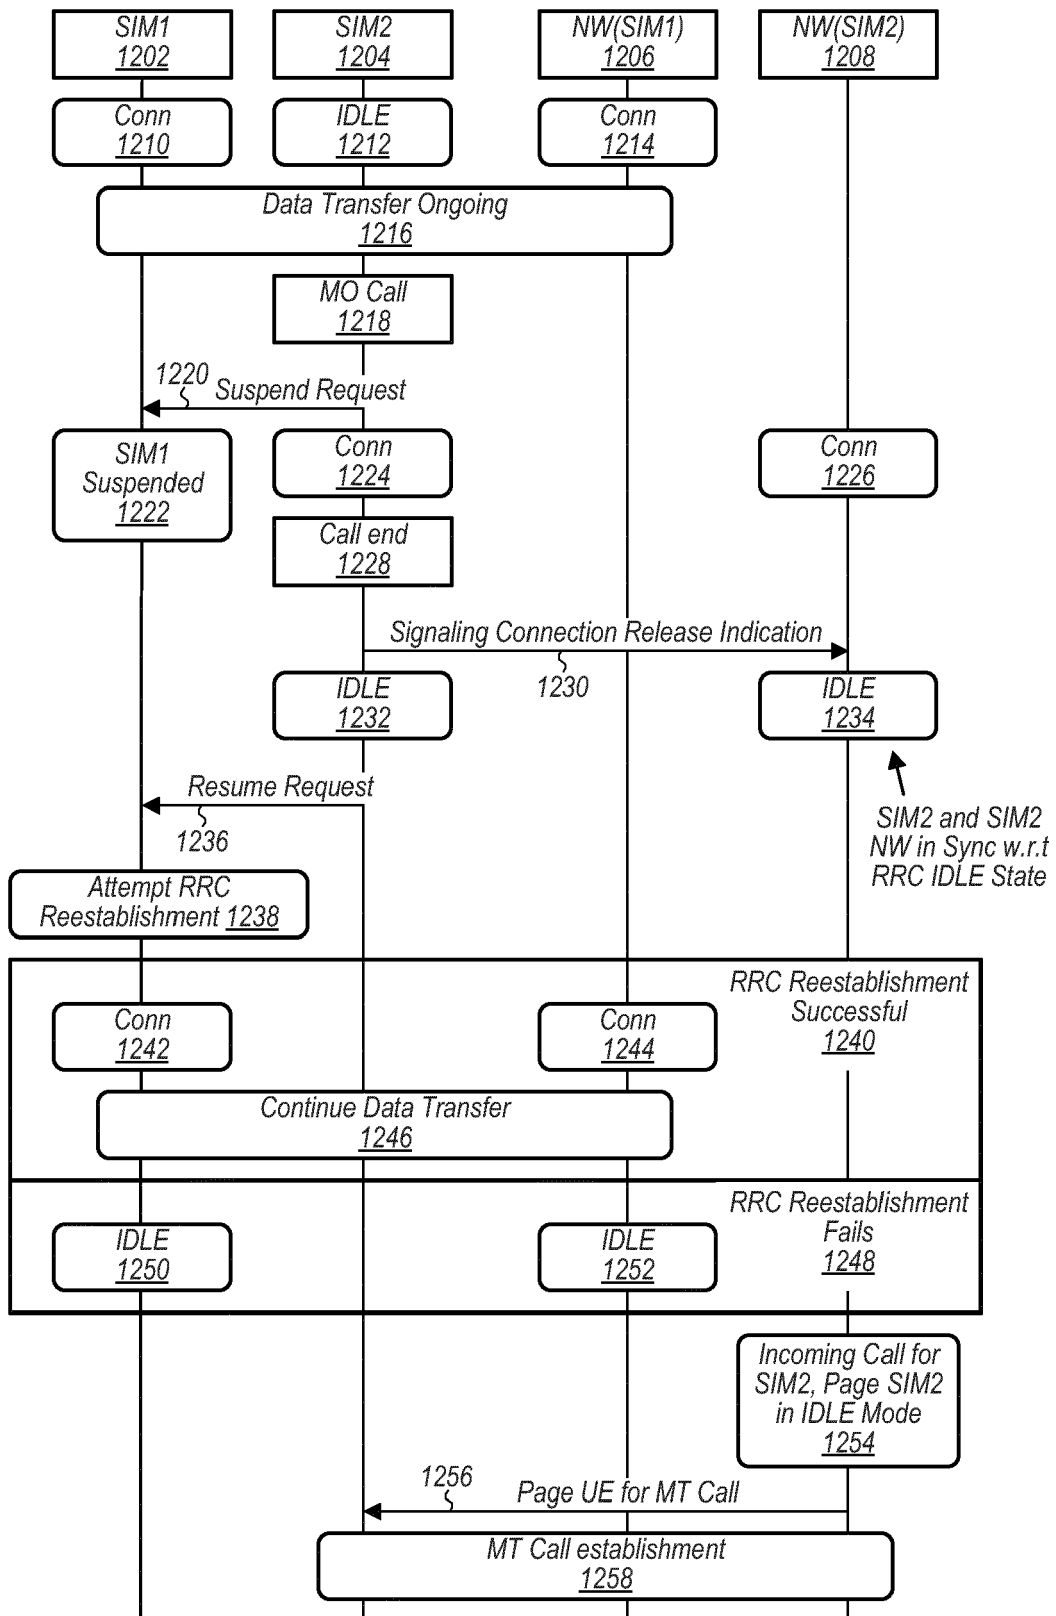 SIM1
1202
SIM2
1204
NW(SIM1)
1206
NW(SIM2)
1208
Conn
1210
IDLE
1212
Conn
1214
Data Transfer Ongoing
1216
MO Call
1218
1220
Suspend Request
SIM1
Suspended
1222
Conn
1224
Conn
1226
Call end
1228
Signaling Connection Release Indication
1230
IDLE
1232
IDLE
1234
Resume Request
1236
SIM2 and SIM2
NW in Sync w.r.t
RRC IDLE State
Attempt RRC
Reestablishment 1238
RRC Reestablishment
Successful
1240
Conn
1242
Conn
1244
Continue Data Transfer
1246
RRC Reestablishment
Fails
1248
IDLE
1250
IDLE
1252
Incoming Call for
SIM2, Page SIM2
in IDLE Mode
1254
1256
Page UE for MT Call
MT Call establishment
1258